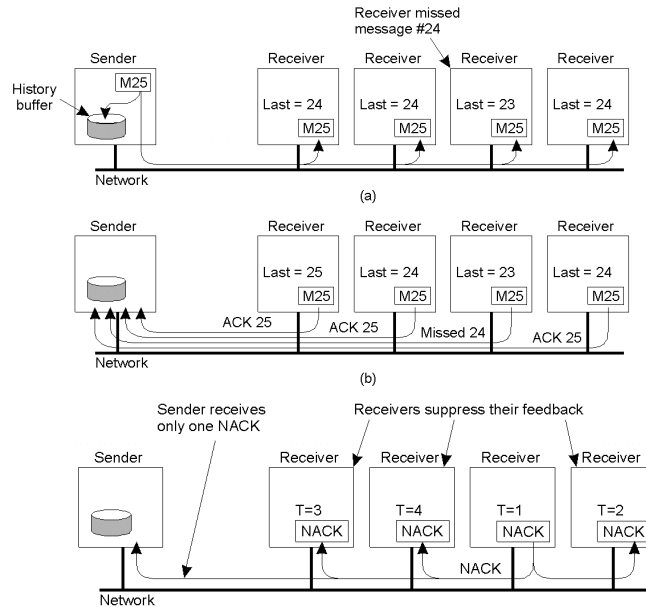 Receiver missed
message #24
Sender
Receiver
Receiver
Receiver
Receiver
History
buffer
M25
Last = 24
Last = 24
Last = 23
Last = 24
M25
M25
M25
M25
Network
(a)
Sender
Receiver
Receiver
Receiver
Receiver
Last = 25
Last = 24
Last = 23
Last = 24
M25
M25
M25
M25
ACK 25
ACK 25
Missed 24
ACK 25
Network
(b)
Sender receives
only one NACK
Receivers suppress their feedback
Sender
Receiver
Receiver
Receiver
Receiver
T=3
T=4
T=1
T=2
NACK
NACK
NACK
NACK
NACK
Network